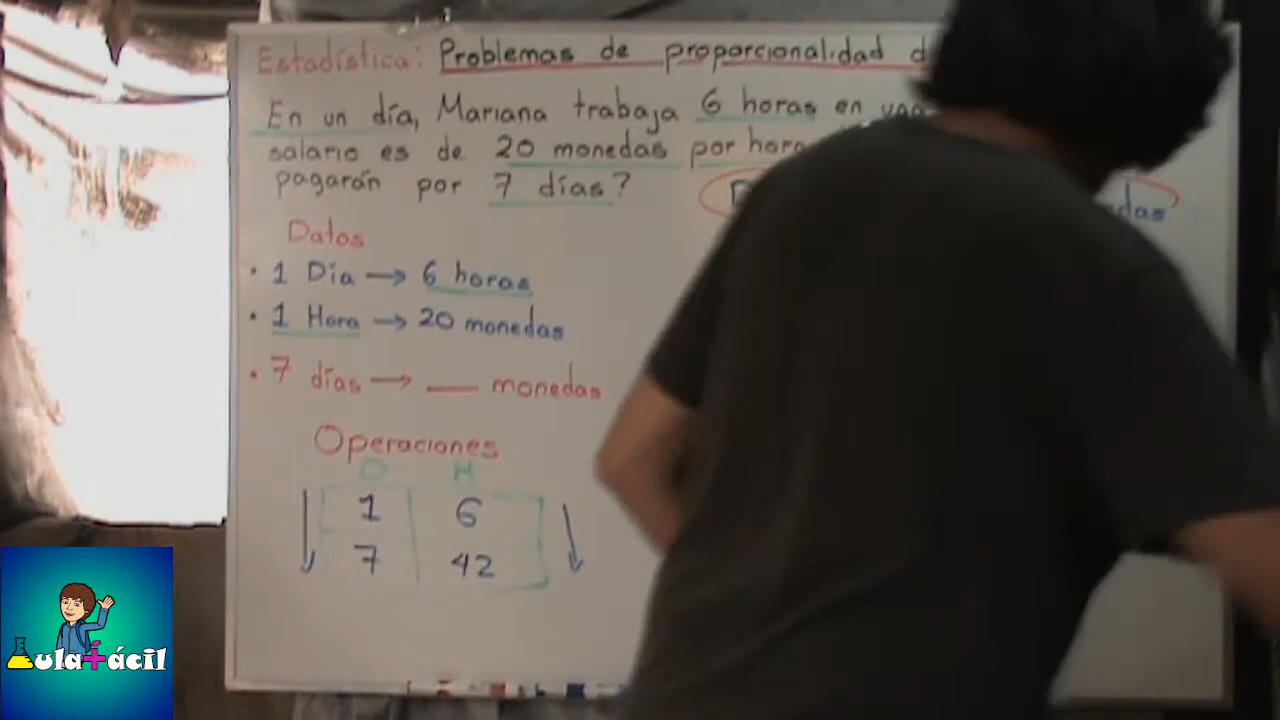 Estadística: Problemas de proporcionalidad
En un día, Mariana trabaja 6 horas en una
salario es de 20 monedas por hora
pagarán por 7 días?
Datos
• 1 Día → 6 horas
• 1 Hora → 20 monedas
• 7 días → ___ monedas
Operaciones
D H
1 6
7 42
Aula+ácil